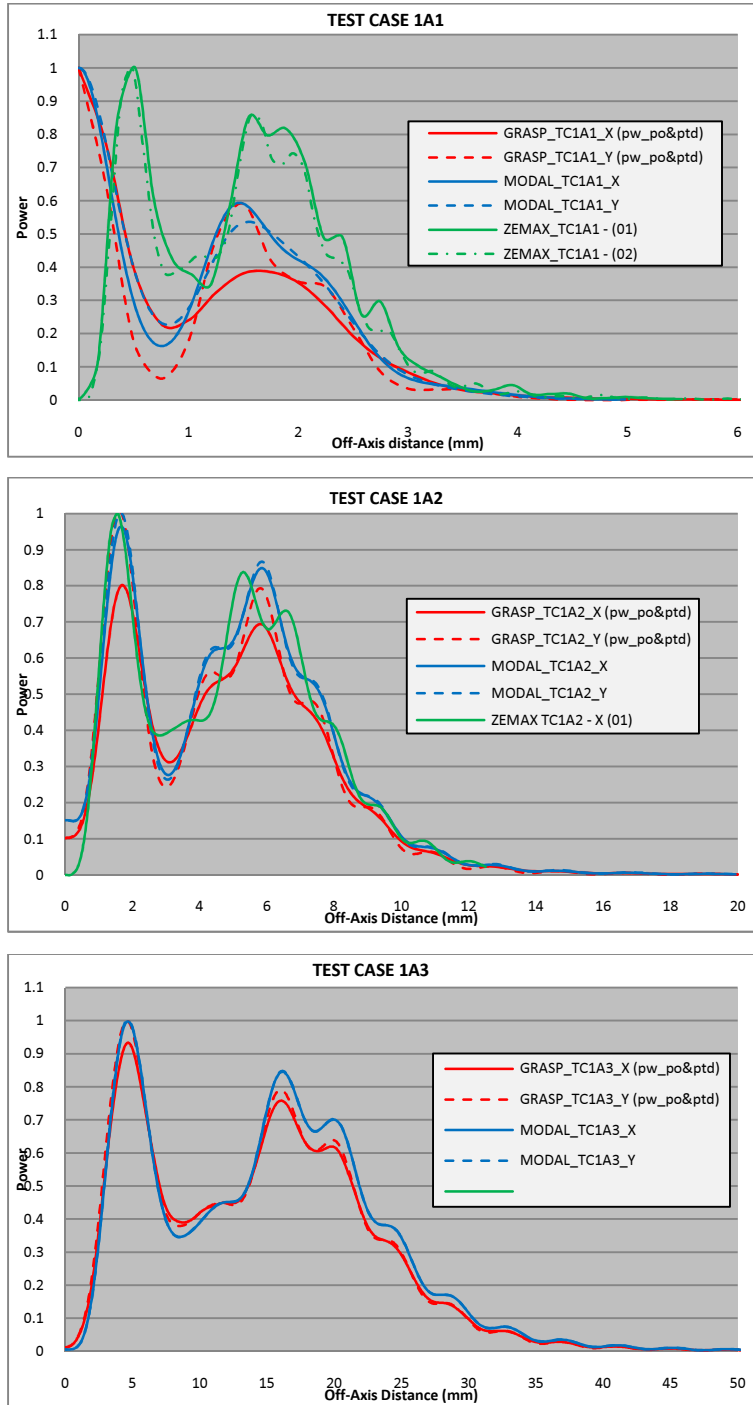 TEST CASE 1A1
1.1
1
0.9
0.8
0.7
0.6
0.5
0.4
0.3
0.2
0.1
0
Power
GRASP_TC1A1_X (pw_po&ptd)
GRASP_TC1A1_Y (pw_po&ptd)
MODAL_TC1A1_X
MODAL_TC1A1_Y
ZEMAX_TC1A1 - (01)
ZEMAX_TC1A1 - (02)
0 1 2 3 4 5 6
Off-Axis distance (mm)
TEST CASE 1A2
1
0.9
0.8
0.7
0.6
0.5
0.4
0.3
0.2
0.1
0
Power
GRASP_TC1A2_X (pw_po&ptd)
GRASP_TC1A2_Y (pw_po&ptd)
MODAL_TC1A2_X
MODAL_TC1A2_Y
ZEMAX TC1A2 - X (01)
0 2 4 6 8 10 12 14 16 18 20
Off-Axis Distance (mm)
TEST CASE 1A3
1.1
1
0.9
0.8
0.7
0.6
0.5
0.4
0.3
0.2
0.1
0
Power
GRASP_TC1A3_X (pw_po&ptd)
GRASP_TC1A3_Y (pw_po&ptd)
MODAL_TC1A3_X
MODAL_TC1A3_Y
0 5 10 15 20 25 30 35 40 45 50
Off-Axis Distance (mm)